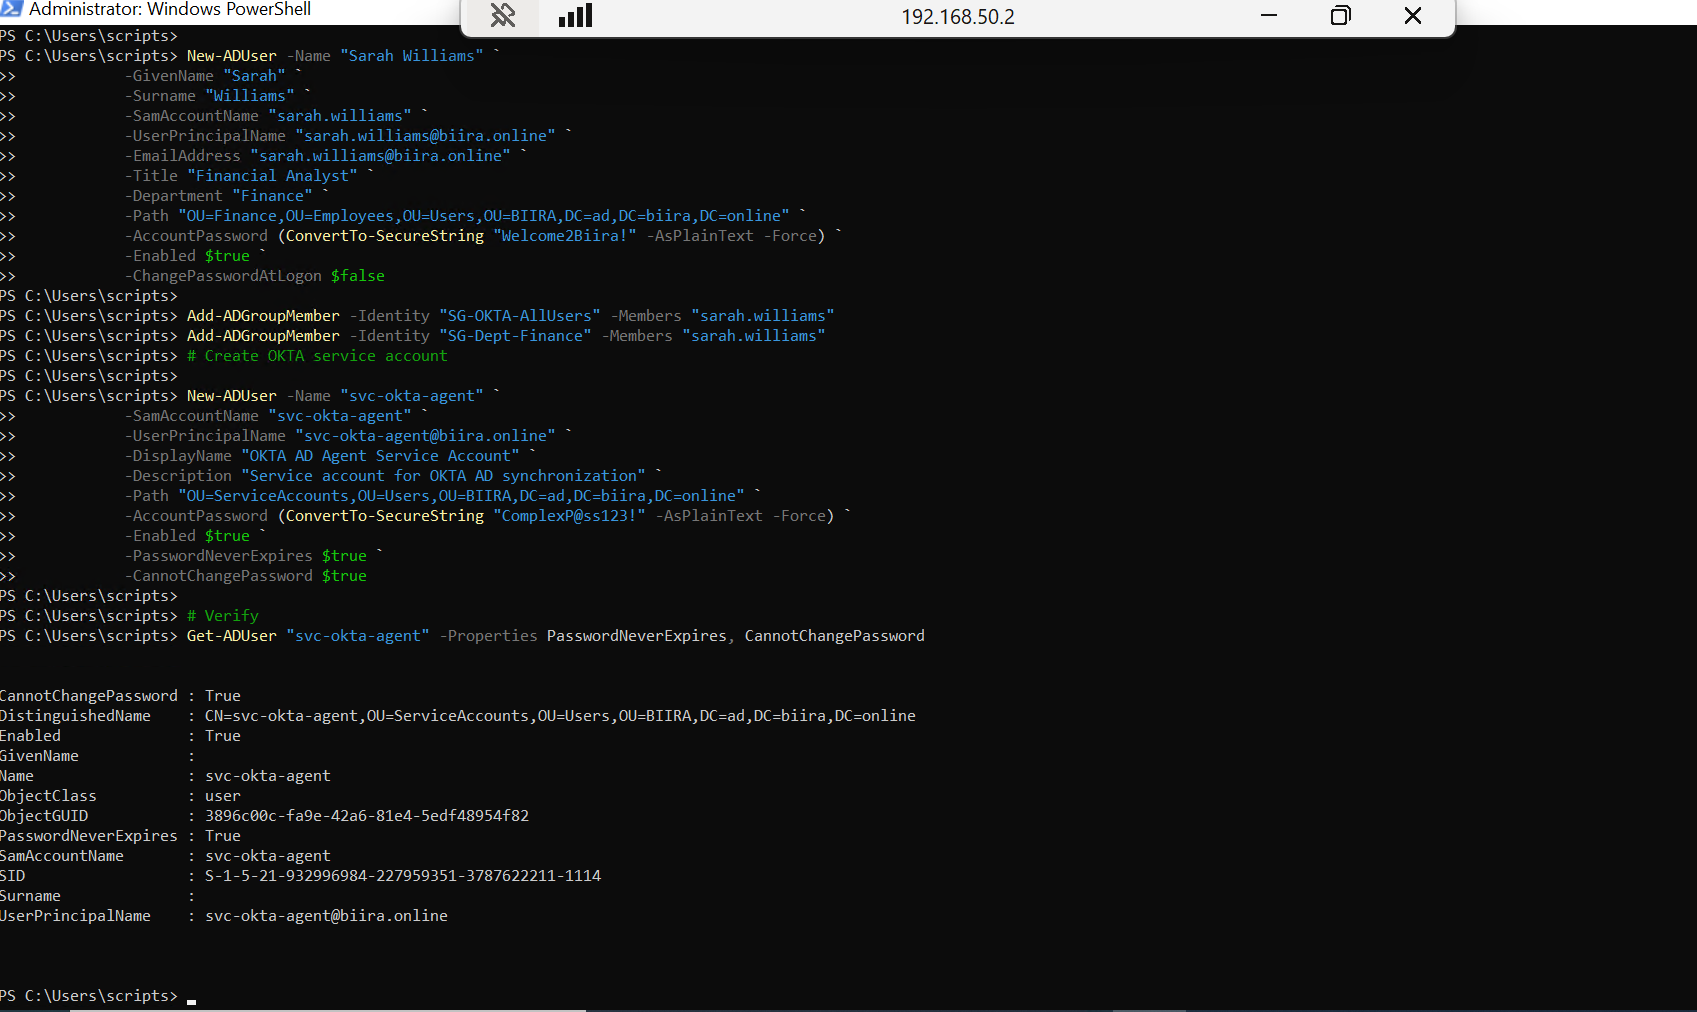 Administrator: Windows PowerShell
192.168.50.2
PS C:\Users\scripts>
PS C:\Users\scripts> New-ADUser -Name "Sarah Williams" `
>> -GivenName "Sarah" `
>> -Surname "Williams" `
>> -SamAccountName "sarah.williams" `
>> -UserPrincipalName "sarah.williams@biira.online" `
>> -EmailAddress "sarah.williams@biira.online" `
>> -Title "Financial Analyst" `
>> -Department "Finance" `
>> -Path "OU=Finance,OU=Employees,OU=Users,OU=BIIRA,DC=ad,DC=biira,DC=online" `
>> -AccountPassword (ConvertTo-SecureString "Welcome2Biira!" -AsPlainText -Force) `
>> -Enabled $true `
>> -ChangePasswordAtLogon $false
PS C:\Users\scripts>
PS C:\Users\scripts> Add-ADGroupMember -Identity "SG-OKTA-AllUsers" -Members "sarah.williams"
PS C:\Users\scripts> Add-ADGroupMember -Identity "SG-Dept-Finance" -Members "sarah.williams"
PS C:\Users\scripts> # Create OKTA service account
PS C:\Users\scripts>
PS C:\Users\scripts> New-ADUser -Name "svc-okta-agent" `
>> -SamAccountName "svc-okta-agent" `
>> -UserPrincipalName "svc-okta-agent@biira.online" `
>> -DisplayName "OKTA AD Agent Service Account" `
>> -Description "Service account for OKTA AD synchronization" `
>> -Path "OU=ServiceAccounts,OU=Users,OU=BIIRA,DC=ad,DC=biira,DC=online" `
>> -AccountPassword (ConvertTo-SecureString "ComplexP@ss123!" -AsPlainText -Force) `
>> -Enabled $true `
>> -PasswordNeverExpires $true `
>> -CannotChangePassword $true
PS C:\Users\scripts>
PS C:\Users\scripts> # Verify
PS C:\Users\scripts> Get-ADUser "svc-okta-agent" -Properties PasswordNeverExpires, CannotChangePassword
CannotChangePassword : True
DistinguishedName : CN=svc-okta-agent,OU=ServiceAccounts,OU=Users,OU=BIIRA,DC=ad,DC=biira,DC=online
Enabled : True
GivenName :
Name : svc-okta-agent
ObjectClass : user
ObjectGUID : 3896c00c-fa9e-42a6-81e4-5edf48954f82
PasswordNeverExpires : True
SamAccountName : svc-okta-agent
SID : S-1-5-21-932996984-227959351-3787622211-1114
Surname :
UserPrincipalName : svc-okta-agent@biira.online
PS C:\Users\scripts>